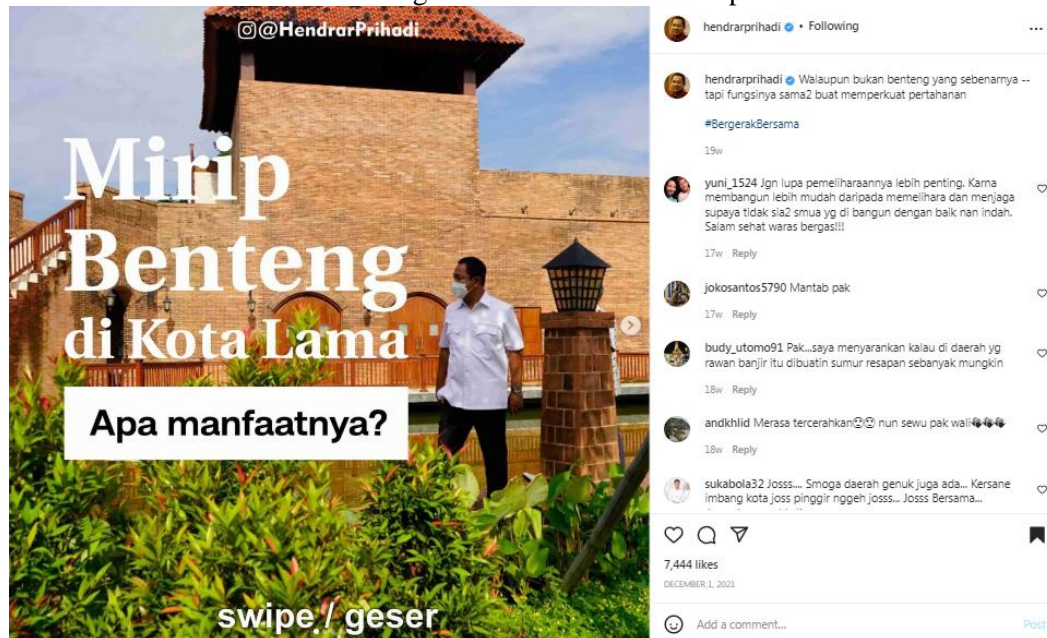 @HendrarPrihadi
Mirip
Benteng
di Kota Lama
Apa manfaatnya?
swipe / geser
hendrarprihadi • Following
hendrarprihadi Walaupun bukan benteng yang sebenarnya --
tapi fungsinya sama2 buat memperkuat pertahanan
#BergerakBersama
19w
yuni_1524 Jgn lupa pemeliharaannya lebih penting. Karna
membangun lebih mudah daripada memelihara dan menjaga
supaya tidak sia2 smua yg di bangun dengan baik nan indah.
Salam sehat waras bergas!!!
17w Reply
jokosantos5790 Mantab pak
17w Reply
budy_utomo91 Pak...saya menyarankan kalau di daerah yg
rawan banjir itu dibuatin sumur resapan sebanyak mungkin
18w Reply
andkhlid Merasa tercerahkan nun sewu pak wali
18w Reply
sukabola32 Josss.... Smoga daerah genuk juga ada... Kersane
imbang kota joss pinggir nggeh josss... Josss Bersama...
7,444 likes
DECEMBER 1, 2021
Add a comment...
Post